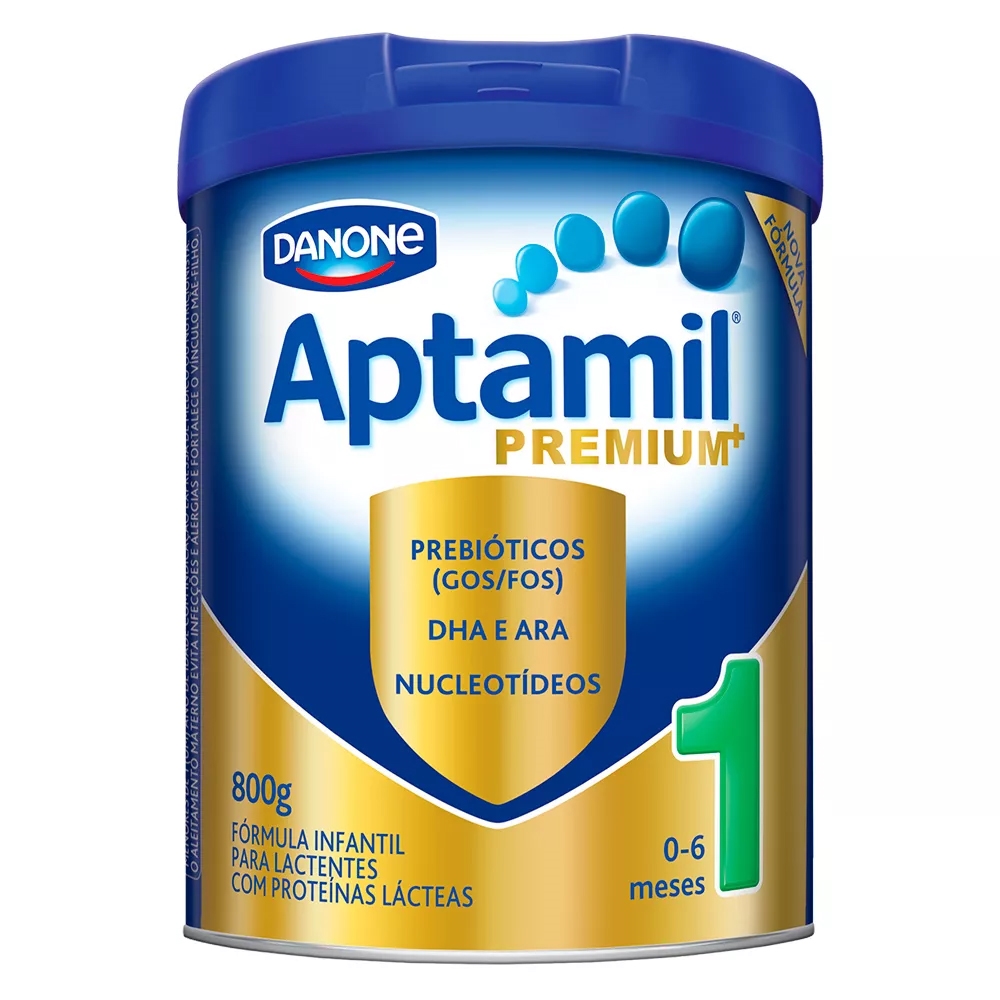 DANONE
NOVA
FÓRMULA
Aptamil®
PREMIUM+
PREBIÓTICOS
(GOS/FOS)
DHA E ARA
NUCLEOTÍDEOS
1
800g
FÓRMULA INFANTIL
PARA LACTENTES
COM PROTEÍNAS LÁCTEAS
0-6
meses
O ALEITAMENTO MATERNO EVITA INFECÇÕES E ALERGIAS E FORTALECE O VÍNCULO MÃE-FILHO.